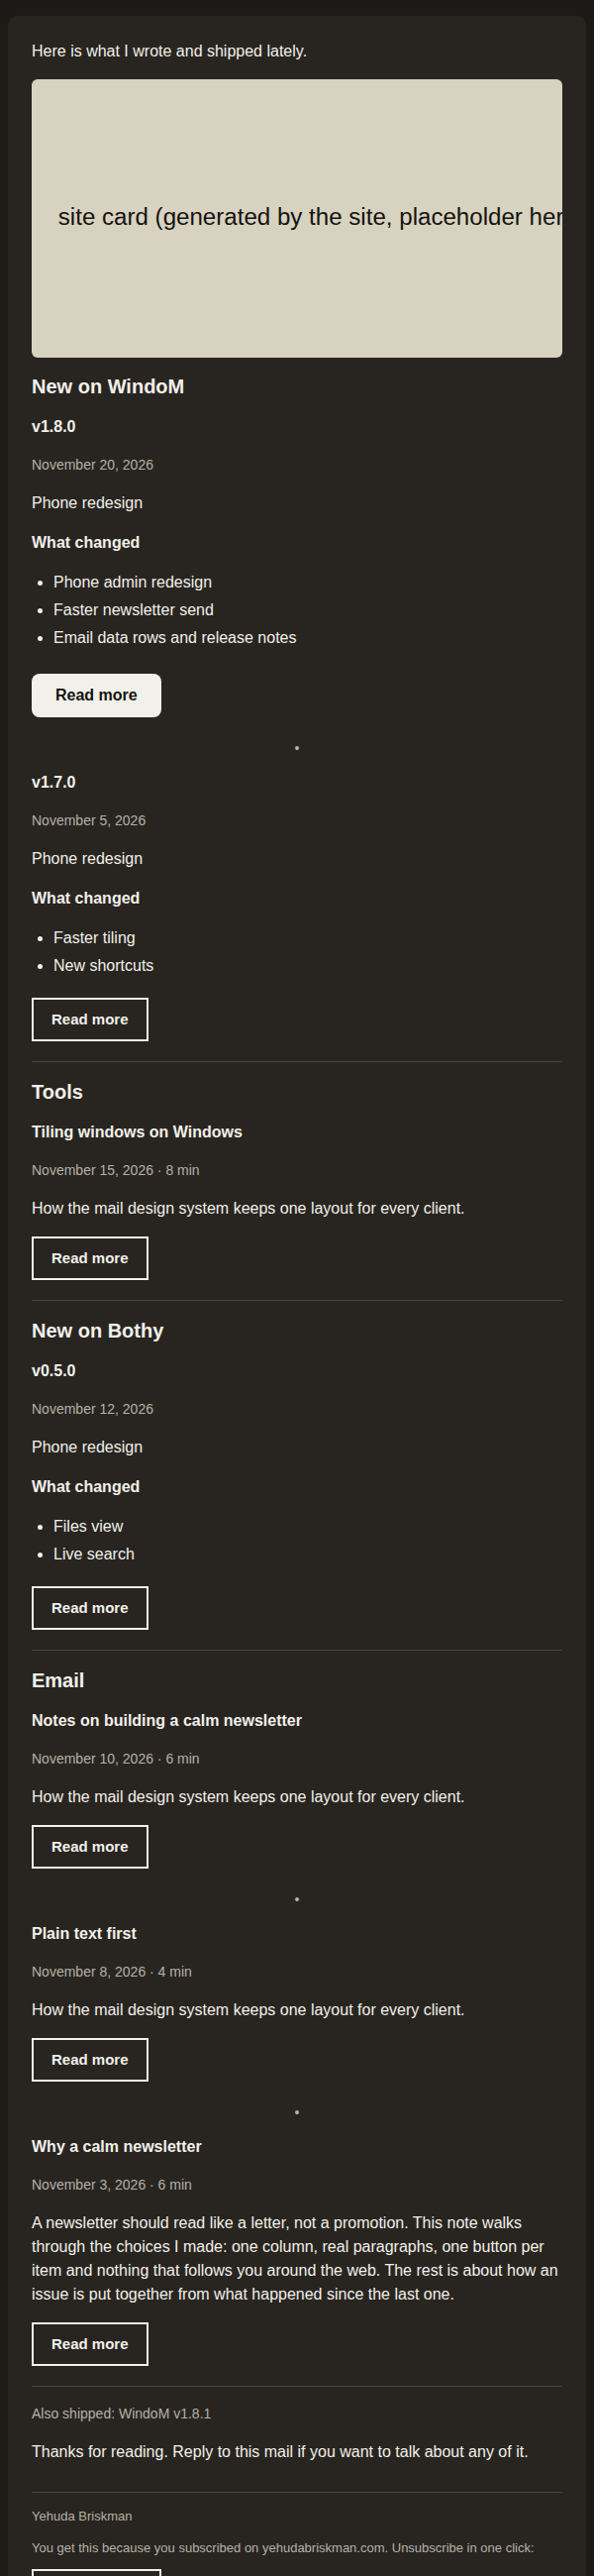 Here is what I wrote and shipped lately.
site card (generated by the site, placeholder her
New on WindoM
v1.8.0
November 20, 2026
Phone redesign
What changed
• Phone admin redesign
• Faster newsletter send
• Email data rows and release notes
Read more
•
v1.7.0
November 5, 2026
Phone redesign
What changed
• Faster tiling
• New shortcuts
Read more
Tools
Tiling windows on Windows
November 15, 2026 · 8 min
How the mail design system keeps one layout for every client.
Read more
New on Bothy
v0.5.0
November 12, 2026
Phone redesign
What changed
• Files view
• Live search
Read more
Email
Notes on building a calm newsletter
November 10, 2026 · 6 min
How the mail design system keeps one layout for every client.
Read more
•
Plain text first
November 8, 2026 · 4 min
How the mail design system keeps one layout for every client.
Read more
•
Why a calm newsletter
November 3, 2026 · 6 min
A newsletter should read like a letter, not a promotion. This note walks
through the choices I made: one column, real paragraphs, one button per
item and nothing that follows you around the web. The rest is about how an
issue is put together from what happened since the last one.
Read more
Also shipped: WindoM v1.8.1
Thanks for reading. Reply to this mail if you want to talk about any of it.
Yehuda Briskman
You get this because you subscribed on yehudabriskman.com. Unsubscribe in one click: